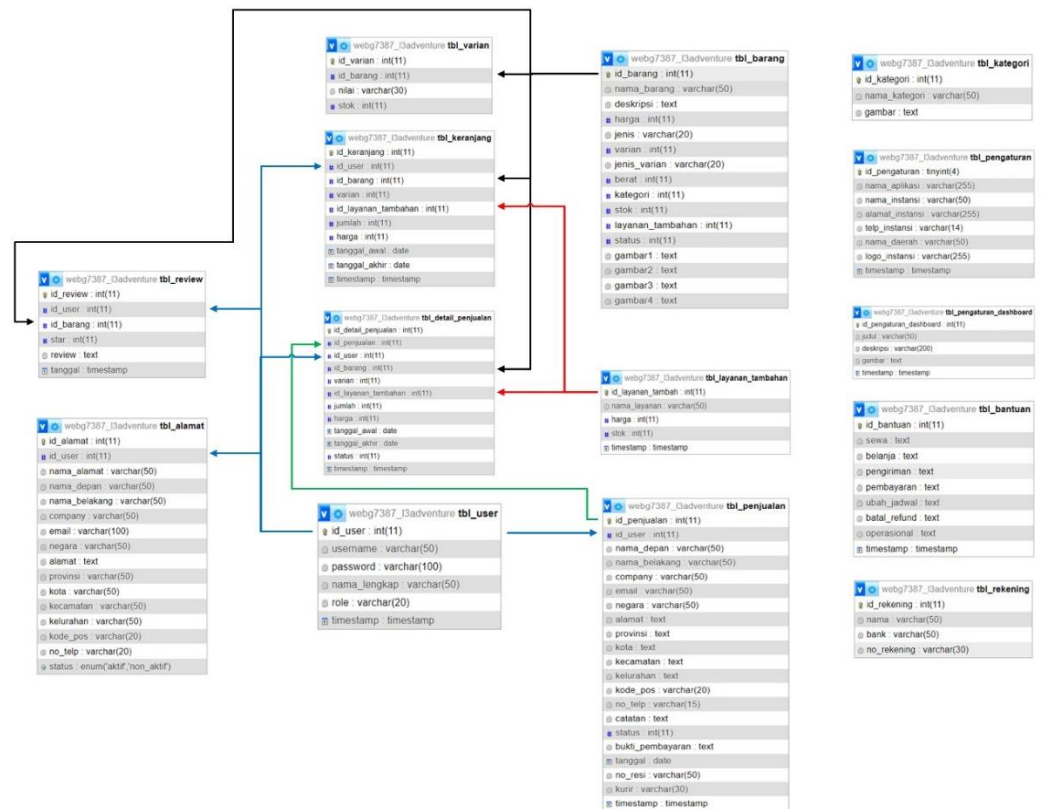 webg7387_l3adventure tbl_varian
id_varian : int(11)
id_barang : int(11)
nilai : varchar(30)
stok : int(11)
webg7387_l3adventure tbl_barang
id_barang : int(11)
nama_barang : varchar(50)
deskripsi : text
harga : int(11)
jenis : varchar(20)
varian : int(11)
jenis_varian : varchar(20)
berat : int(11)
kategori : int(11)
stok : int(11)
layanan_tambahan : int(11)
status : int(11)
gambar1 : text
gambar2 : text
gambar3 : text
gambar4 : text
webg7387_l3adventure tbl_kategori
id_kategori : int(11)
nama_kategori : varchar(50)
gambar : text
webg7387_l3adventure tbl_keranjang
id_keranjang : int(11)
id_user : int(11)
id_barang : int(11)
varian : int(11)
id_layanan_tambahan : int(11)
jumlah : int(11)
harga : int(11)
tanggal_awal : date
tanggal_akhir : date
timestamp : timestamp
webg7387_l3adventure tbl_pengaturan
id_pengaturan : tinyint(4)
nama_aplikasi : varchar(255)
nama_instansi : varchar(50)
alamat_instansi : varchar(255)
telp_instansi : varchar(14)
nama_daerah : varchar(50)
logo_instansi : varchar(255)
timestamp : timestamp
webg7387_l3adventure tbl_review
id_review : int(11)
id_user : int(11)
id_barang : int(11)
star : int(11)
review : text
tanggal : timestamp
webg7387_l3adventure tbl_detail_penjualan
id_detail_penjualan : int(11)
id_penjualan : int(11)
id_user : int(11)
id_barang : int(11)
varian : int(11)
id_layanan_tambahan : int(11)
jumlah : int(11)
harga : int(11)
tanggal_awal : date
tanggal_akhir : date
status : int(11)
timestamp : timestamp
webg7387_l3adventure tbl_pengaturan_dashboard
id_pengaturan_dashboard : int(11)
judul : varchar(50)
deskripsi : varchar(200)
gambar : text
timestamp : timestamp
webg7387_l3adventure tbl_layanan_tambahan
id_layanan_tambah : int(11)
nama_layanan : varchar(50)
harga : int(11)
stok : int(11)
timestamp : timestamp
webg7387_l3adventure tbl_bantuan
id_bantuan : int(11)
sewa : text
belanja : text
pengiriman : text
pembayaran : text
ubah_jadwal : text
batal_refund : text
operasional : text
timestamp : timestamp
webg7387_l3adventure tbl_alamat
id_alamat : int(11)
id_user : int(11)
nama_alamat : varchar(50)
nama_depan : varchar(50)
nama_belakang : varchar(50)
company : varchar(50)
email : varchar(100)
negara : varchar(50)
alamat : text
provinsi : varchar(50)
kota : varchar(50)
kecamatan : varchar(50)
kelurahan : varchar(50)
kode_pos : varchar(20)
no_telp : varchar(20)
status : enum('aktif','non_aktif')
webg7387_l3adventure tbl_user
id_user : int(11)
username : varchar(50)
password : varchar(100)
nama_lengkap : varchar(50)
role : varchar(20)
timestamp : timestamp
webg7387_l3adventure tbl_penjualan
id_penjualan : int(11)
id_user : int(11)
nama_depan : varchar(50)
nama_belakang : varchar(50)
company : varchar(50)
email : varchar(50)
negara : varchar(50)
alamat : text
provinsi : text
kota : text
kecamatan : text
kelurahan : text
kode_pos : varchar(20)
no_telp : varchar(15)
catatan : text
status : int(11)
bukti_pembayaran : text
tanggal : date
no_resi : varchar(50)
kurir : varchar(30)
timestamp : timestamp
webg7387_l3adventure tbl_rekening
id_rekening : int(11)
nama : varchar(50)
bank : varchar(50)
no_rekening : varchar(30)